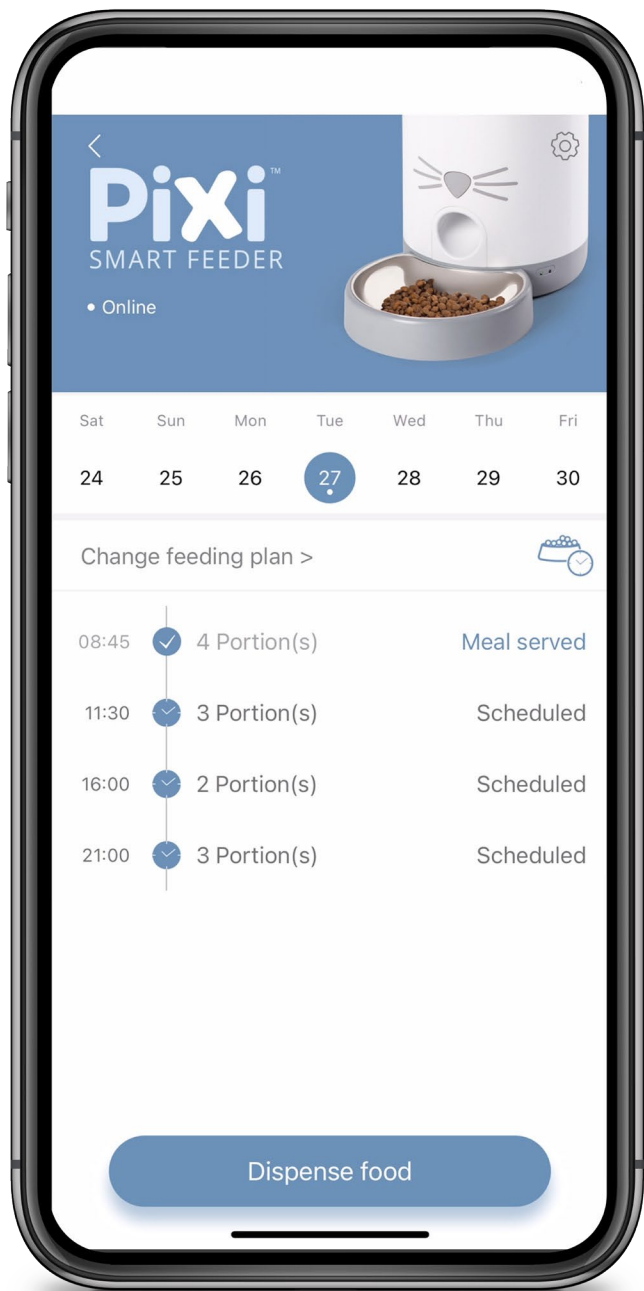 PiXi™
SMART FEEDER
• Online
Sat Sun Mon Tue Wed Thu Fri
24 25 26 27 28 29 30
Change feeding plan >
08:45 4 Portion(s) Meal served
11:30 3 Portion(s) Scheduled
16:00 2 Portion(s) Scheduled
21:00 3 Portion(s) Scheduled
Dispense food